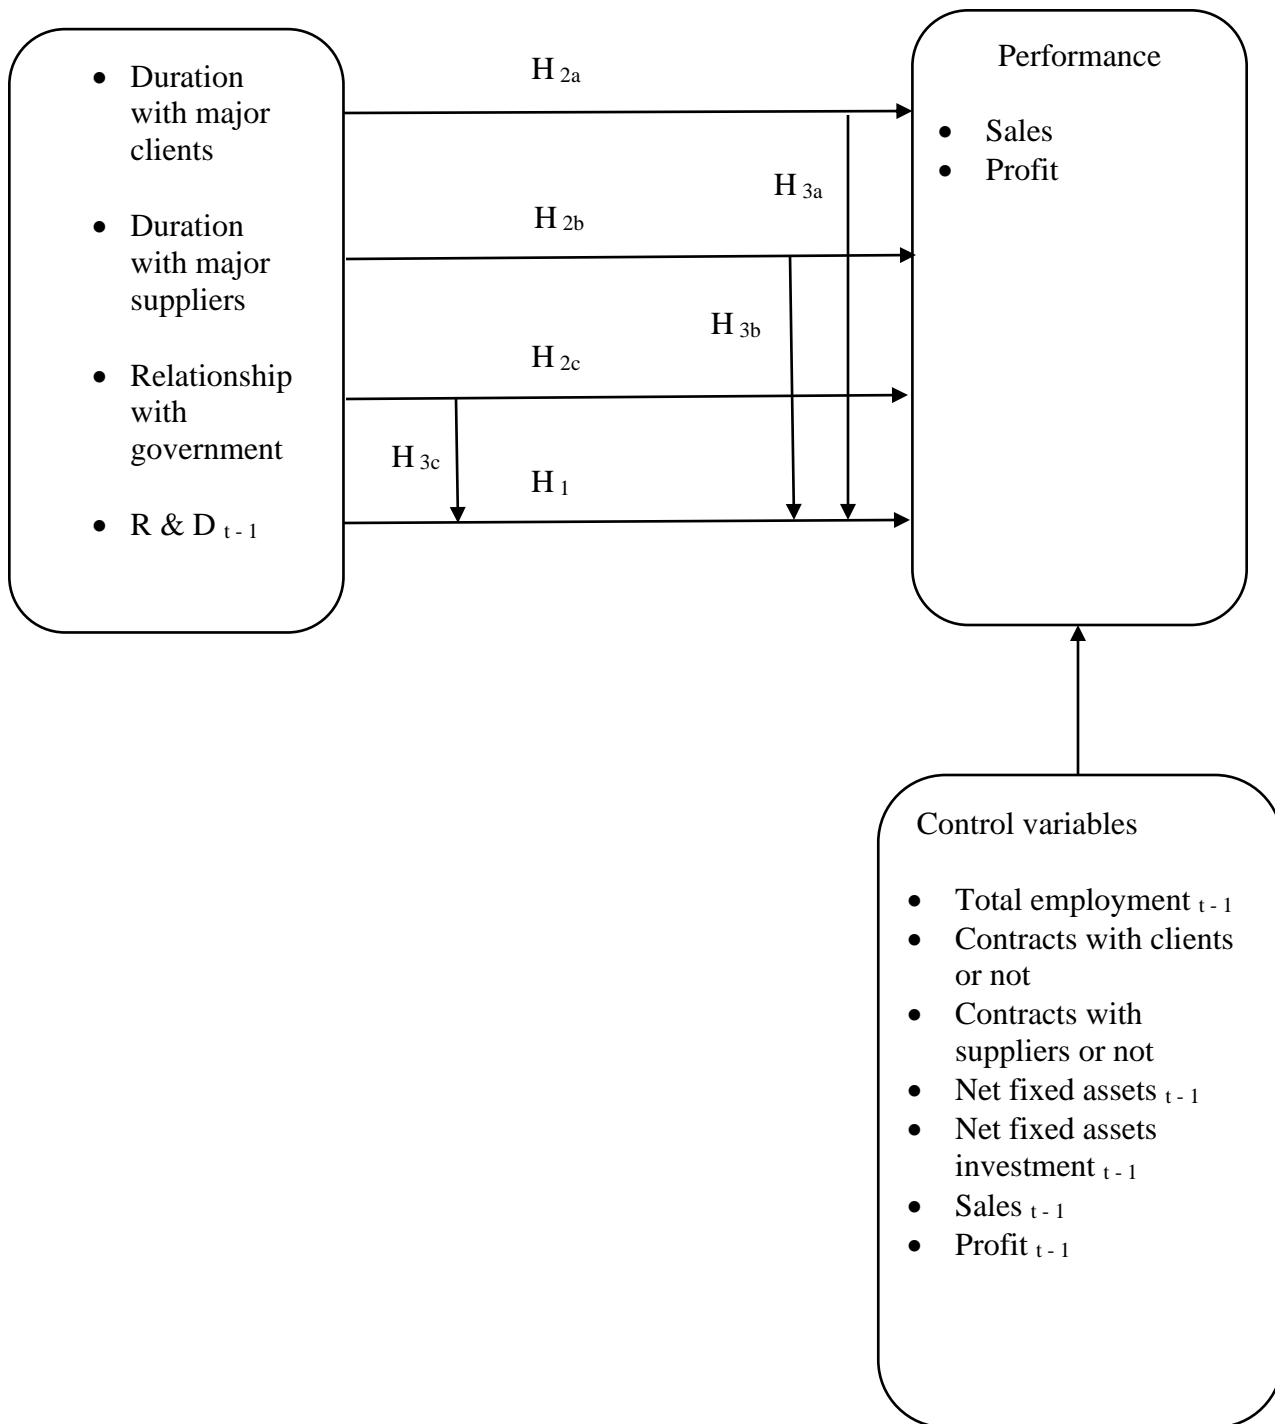 • Duration
with major
clients
• Duration
with major
suppliers
• Relationship
with
government
• R & D t - 1
H 2a
H 3a
H 2b
H 3b
H 2c
H 3c
H 1
Performance
• Sales
• Profit
Control variables
• Total employment t - 1
• Contracts with clients
or not
• Contracts with
suppliers or not
• Net fixed assets t - 1
• Net fixed assets
investment t - 1
• Sales t - 1
• Profit t - 1